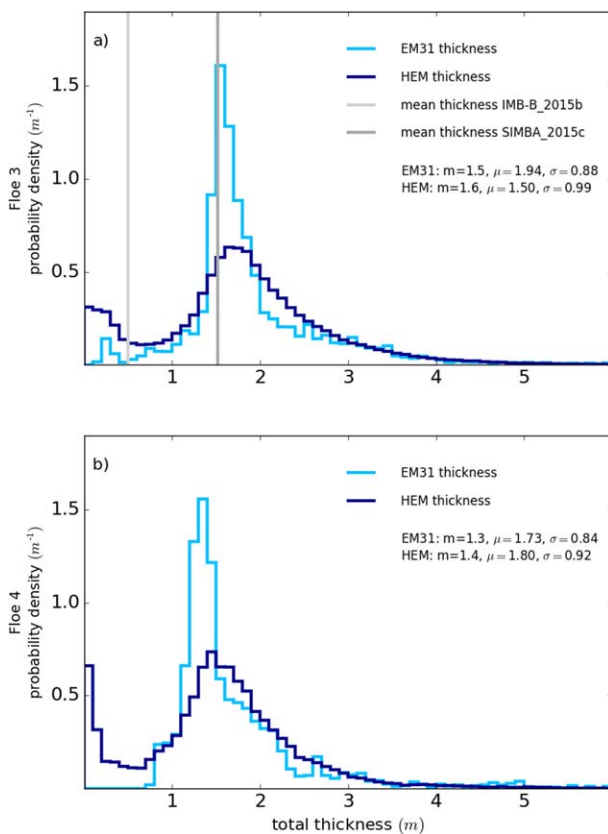 a)
EM31 thickness
HEM thickness
mean thickness IMB-B_2015b
mean thickness SIMBA_2015c
EM31: m=1.5, μ=1.94, σ=0.88
HEM: m=1.6, μ=1.50, σ=0.99
Floe 3
probability density (m⁻¹)
1.5
1.0
0.5
1 2 3 4 5
b)
EM31 thickness
HEM thickness
EM31: m=1.3, μ=1.73, σ=0.84
HEM: m=1.4, μ=1.80, σ=0.92
Floe 4
probability density (m⁻¹)
1.5
1.0
0.5
1 2 3 4 5
total thickness (m)